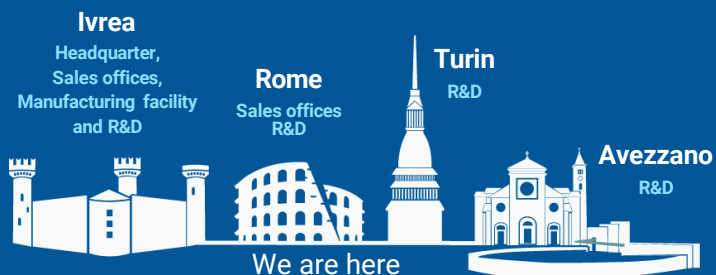 Ivrea
Headquarter,
Sales offices,
Manufacturing facility
and R&D
Rome
Sales offices
R&D
Turin
R&D
Avezzano
R&D
We are here